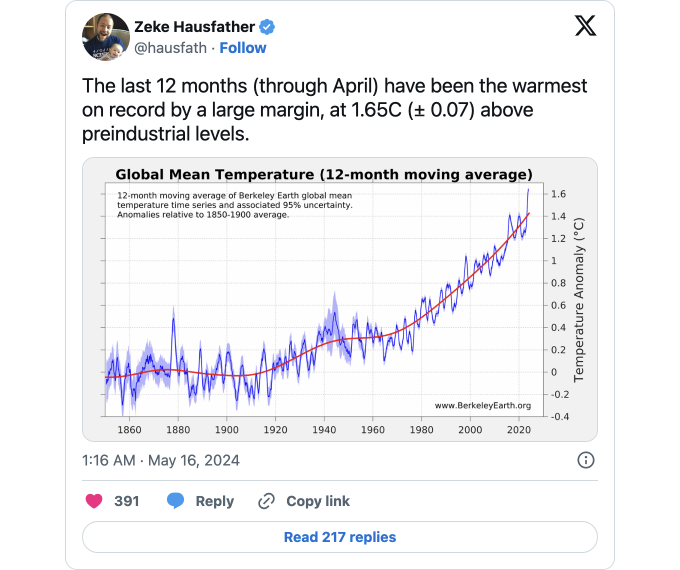 Zeke Hausfather
@hausfath · Follow
The last 12 months (through April) have been the warmest
on record by a large margin, at 1.65C (± 0.07) above
preindustrial levels.
Global Mean Temperature (12-month moving average)
12-month moving average of Berkeley Earth global mean
temperature time series and associated 95% uncertainty.
Anomalies relative to 1850-1900 average.
1.6
1.4
1.2
1
0.8
0.6
0.4
0.2
0
-0.2
-0.4
Temperature Anomaly (°C)
www.BerkeleyEarth.org
1860 1880 1900 1920 1940 1960 1980 2000 2020
1:16 AM · May 16, 2024
391 Reply Copy link
Read 217 replies